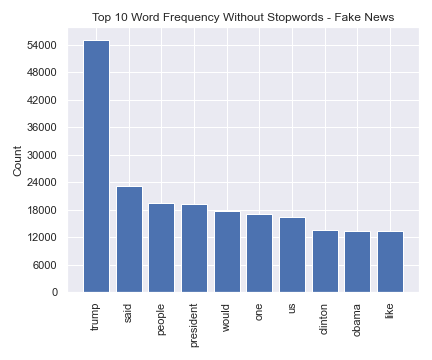 Top 10 Word Frequency Without Stopwords - Fake News
54000
48000
42000
36000
30000
24000
18000
12000
6000
0
Count
trump
said
people
president
would
one
us
clinton
obama
like